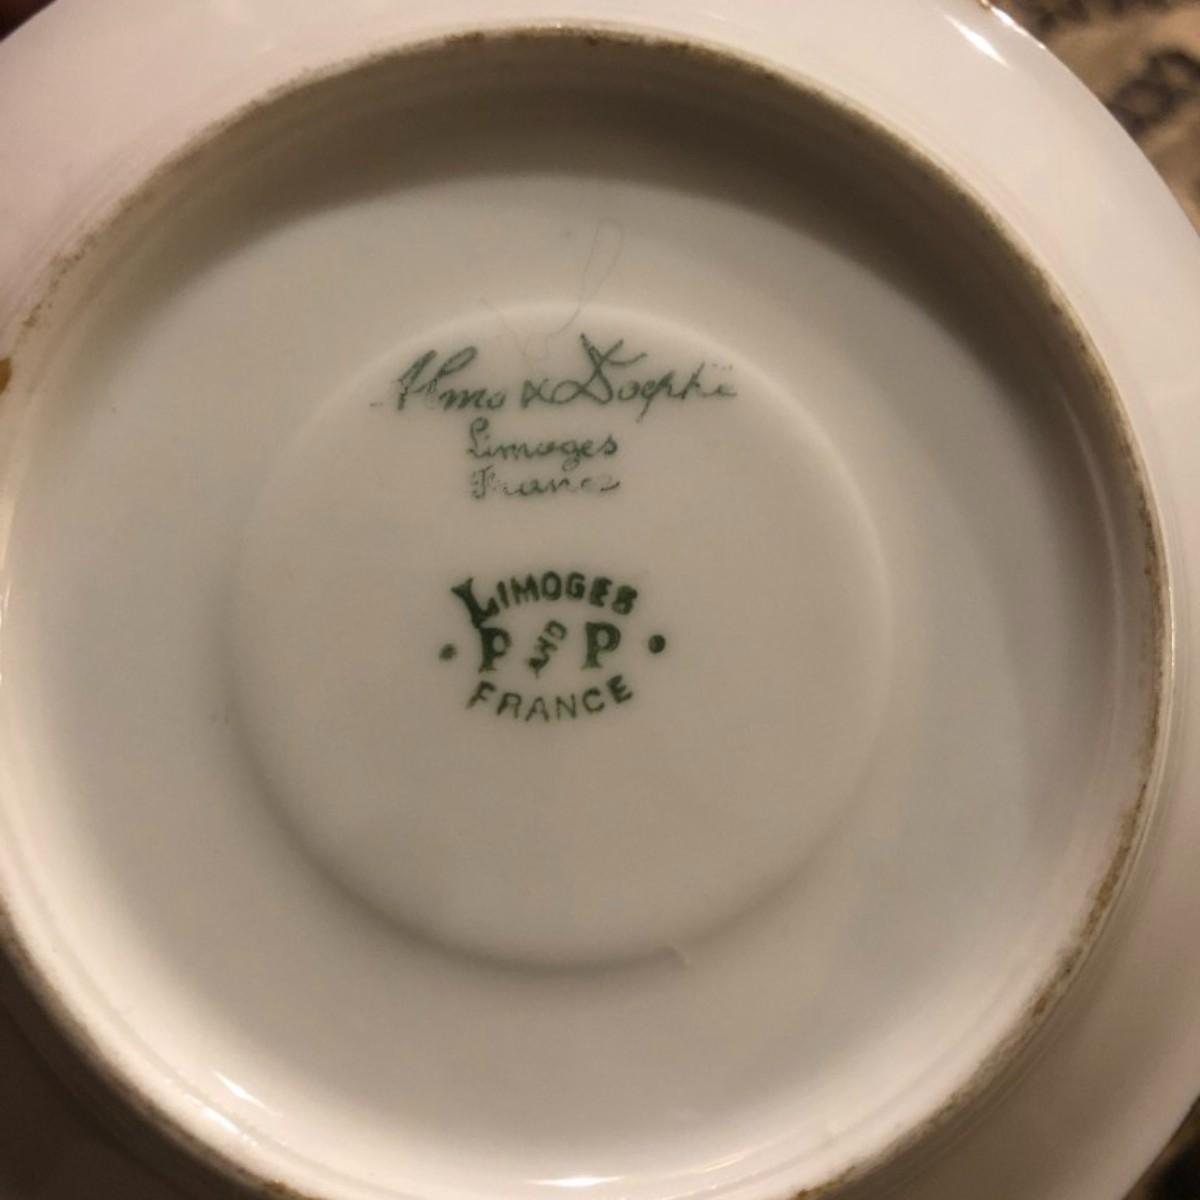 Limoges
France
LIMOGES
P AND P
FRANCE